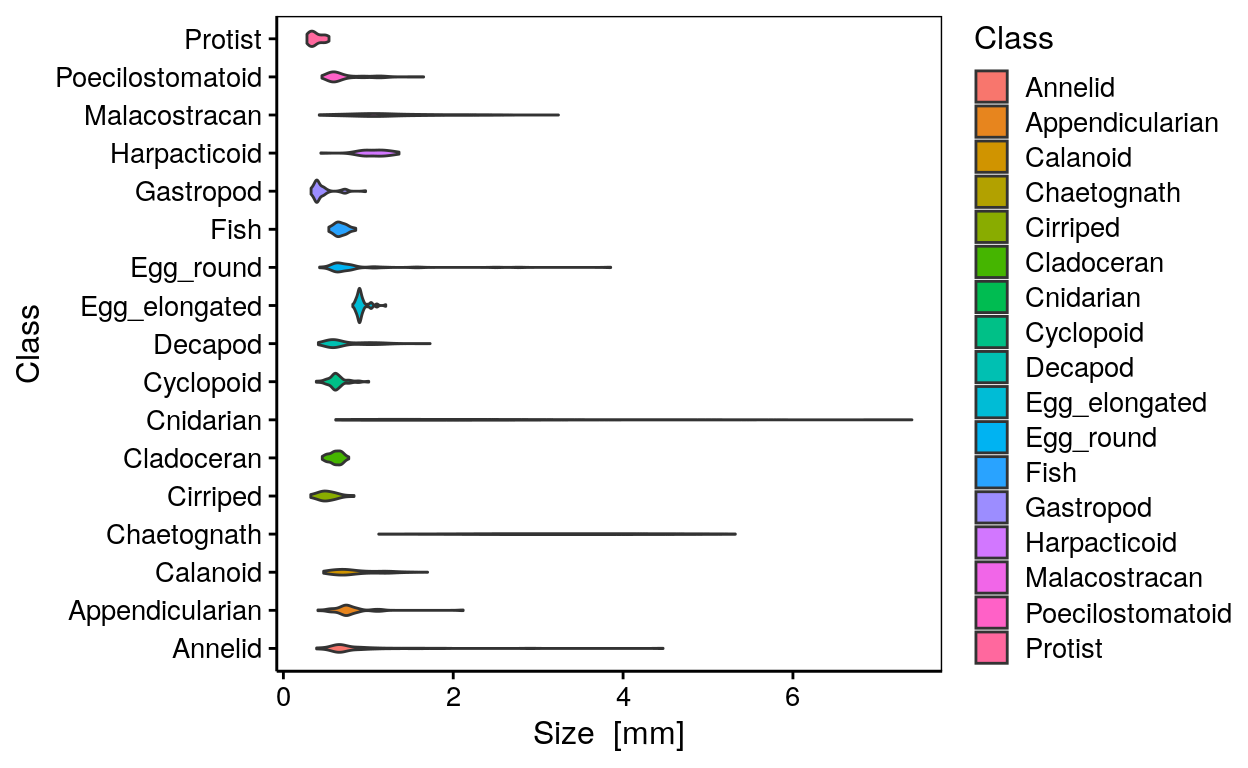 Protist
Poecilostomatoid
Malacostracan
Harpacticoid
Gastropod
Fish
Egg_round
Egg_elongated
Decapod
Cyclopoid
Cnidarian
Cladoceran
Cirriped
Chaetognath
Calanoid
Appendicularian
Annelid
Class
0 2 4 6
Size [mm]
Class
Annelid
Appendicularian
Calanoid
Chaetognath
Cirriped
Cladoceran
Cnidarian
Cyclopoid
Decapod
Egg_elongated
Egg_round
Fish
Gastropod
Harpacticoid
Malacostracan
Poecilostomatoid
Protist